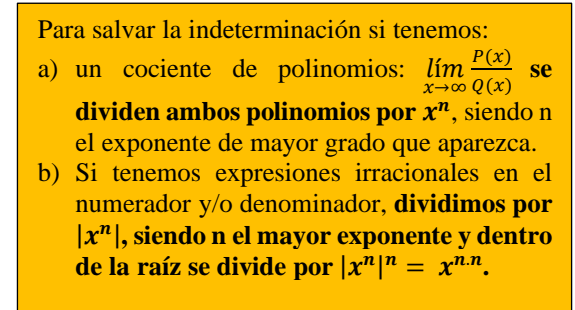 Para salvar la indeterminación si tenemos:
a) un cociente de polinomios: lím x→∞ P(x)/Q(x) se
dividen ambos polinomios por xⁿ, siendo n
el exponente de mayor grado que aparezca.
b) Si tenemos expresiones irracionales en el
numerador y/o denominador, dividimos por
|xⁿ|, siendo n el mayor exponente y dentro
de la raíz se divide por |xⁿ|ⁿ = xⁿ·ⁿ.